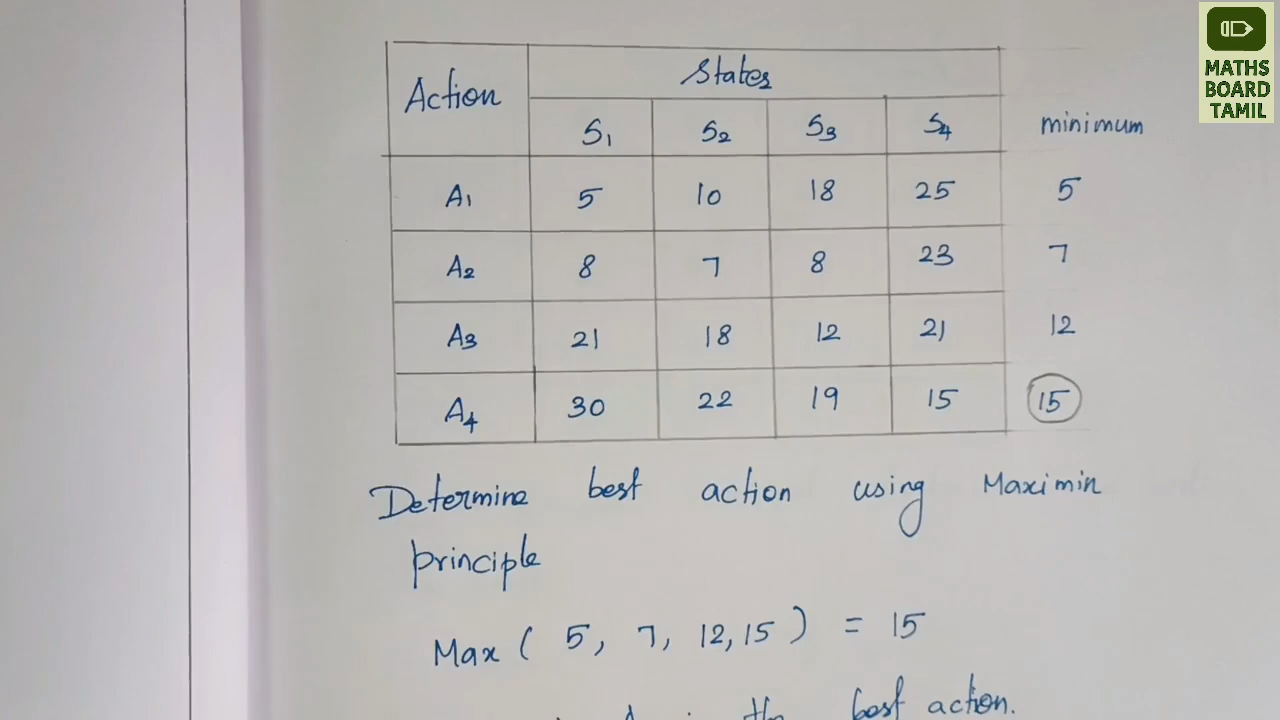 MATHS
BOARD
TAMIL
Action States
S1 S2 S3 S4 minimum
A1 5 10 18 25 5
A2 8 7 8 23 7
A3 21 18 12 21 12
A4 30 22 19 15 15
Determine best action using Maximin
principle
Max ( 5, 7, 12, 15 ) = 15
best action.